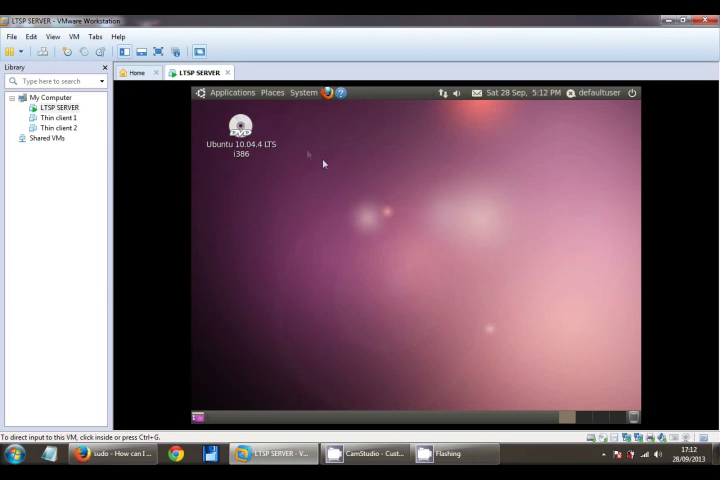 LTSP SERVER - VMware Workstation
File Edit View VM Tabs Help
Library
Home
LTSP SERVER
Type here to search
My Computer
LTSP SERVER
Thin client 1
Thin client 2
Shared VMs
Applications Places System
Sat 28 Sep, 5:12 PM defaultuser
DVD
Ubuntu 10.04.4 LTS
i386
To direct input to this VM, click inside or press Ctrl+G.
sudo - How can I ...
LTSP SERVER - V...
CamStudio - Cust...
Flashing
17:12
28/09/2013